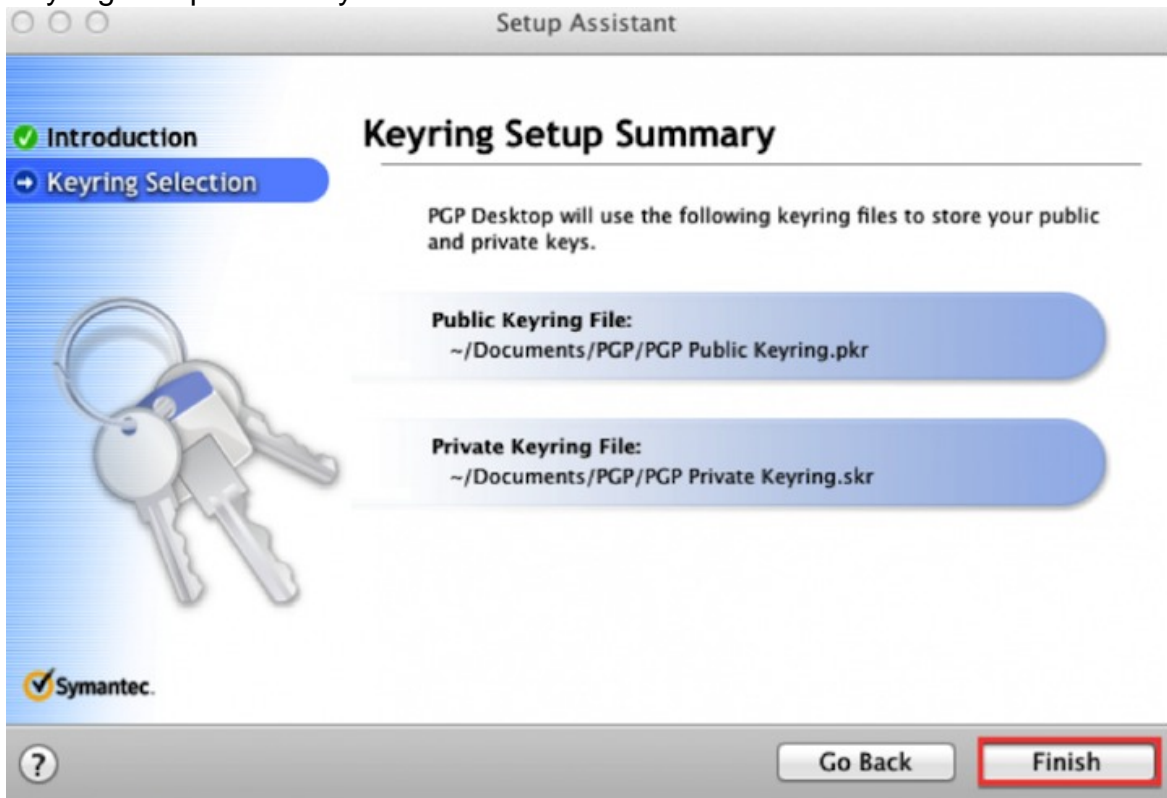 Setup Assistant
Introduction
Keyring Selection
Keyring Setup Summary
PGP Desktop will use the following keyring files to store your public
and private keys.
Public Keyring File:
~/Documents/PGP/PGP Public Keyring.pkr
Private Keyring File:
~/Documents/PGP/PGP Private Keyring.skr
Symantec.
?
Go Back
Finish